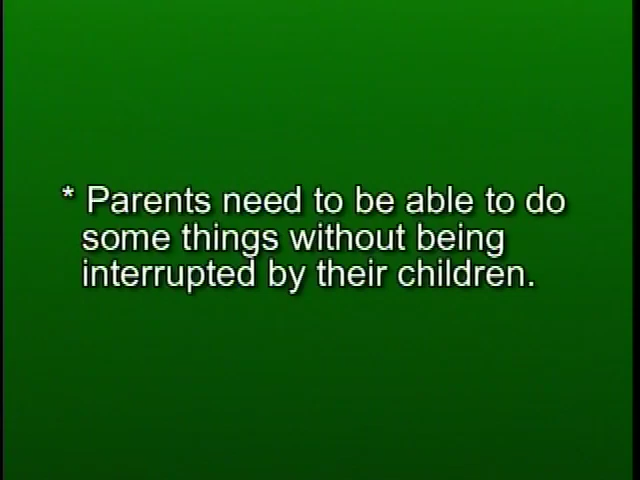 * Parents need to be able to do
some things without being
interrupted by their children.